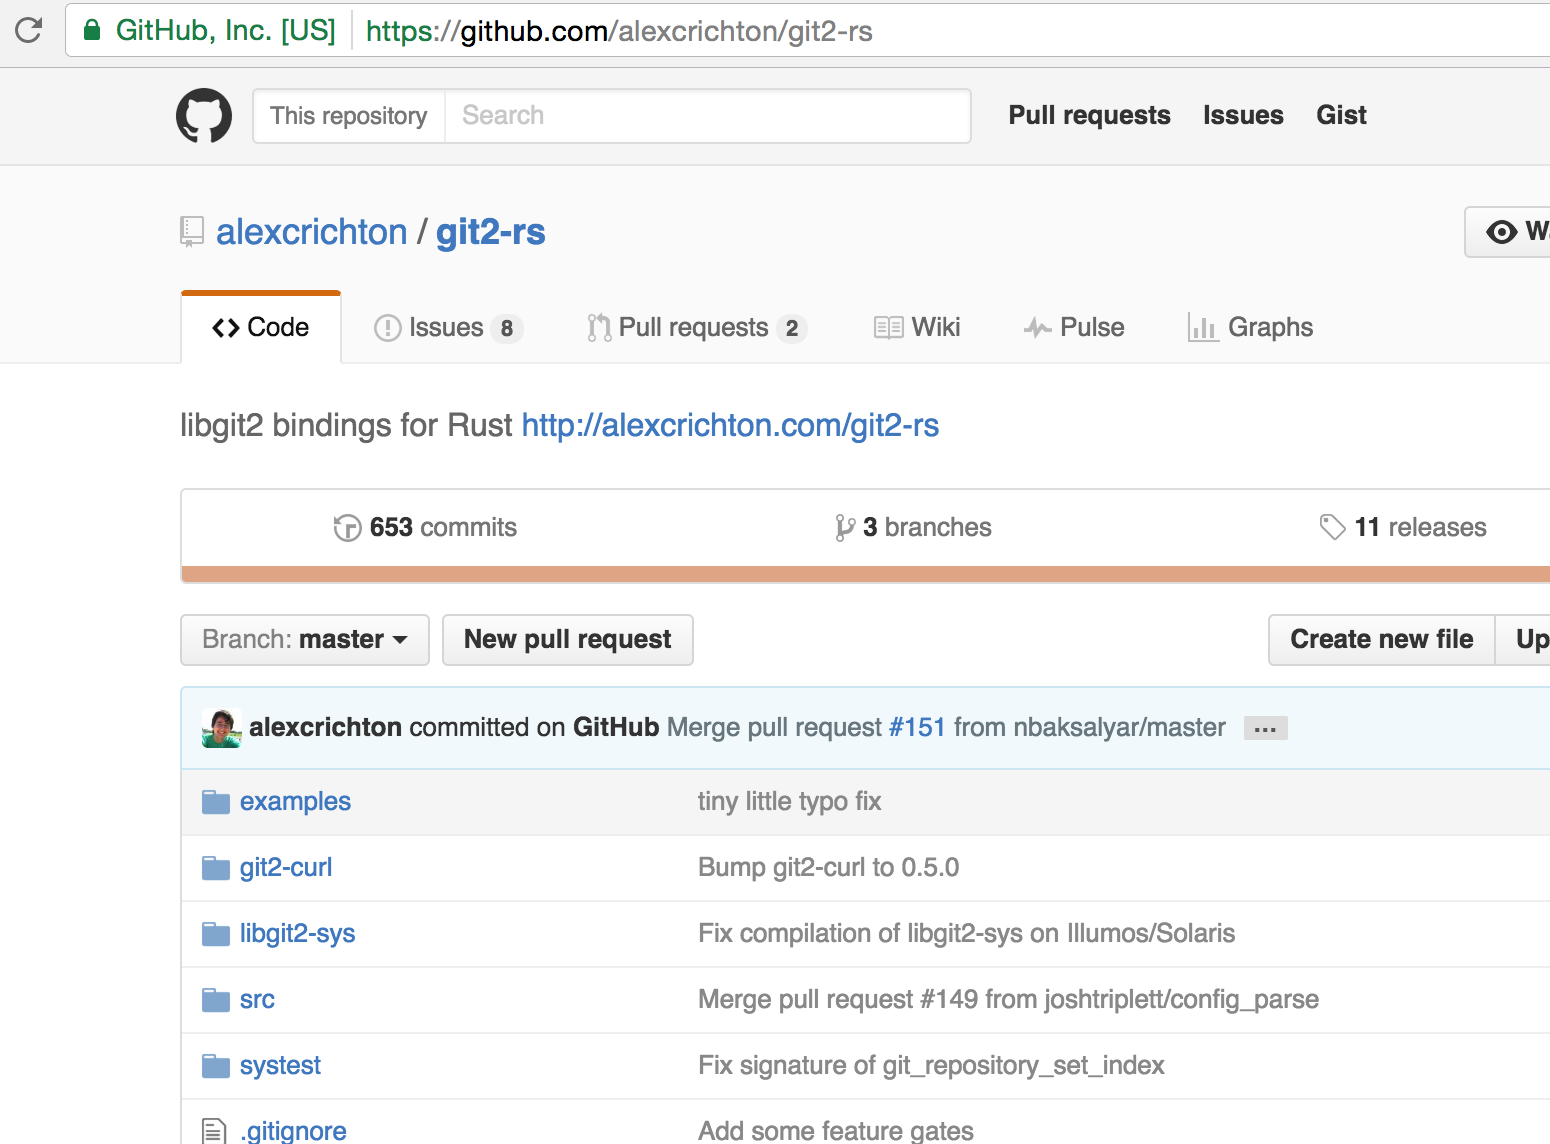 GitHub, Inc. [US] https://github.com/alexcrichton/git2-rs
This repository Search Pull requests Issues Gist
alexcrichton / git2-rs
Code Issues 8 Pull requests 2 Wiki Pulse Graphs
libgit2 bindings for Rust http://alexcrichton.com/git2-rs
653 commits 3 branches 11 releases
Branch: master New pull request Create new file
alexcrichton committed on GitHub Merge pull request #151 from nbaksalyar/master ...
examples tiny little typo fix
git2-curl Bump git2-curl to 0.5.0
libgit2-sys Fix compilation of libgit2-sys on Illumos/Solaris
src Merge pull request #149 from joshtriplett/config_parse
systest Fix signature of git_repository_set_index
.gitignore Add some feature gates